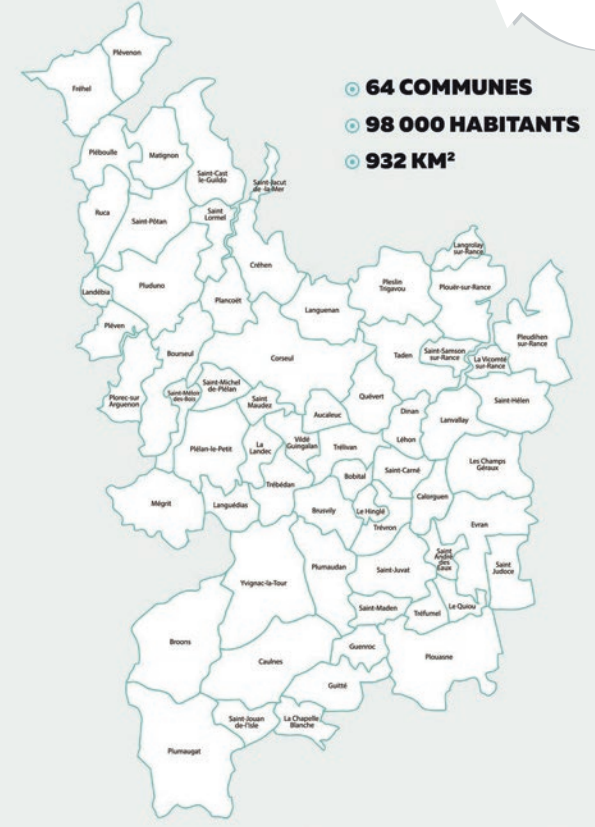 64 COMMUNES
98 000 HABITANTS
932 KM²
Plévenon
Fréhel
Pléboulle
Matignon
Saint-Cast
le-Guildo
Saint-Jacut
de -la-Mer
Ruca
Saint-Pôtan
Saint
Lormel
Langrolay
sur-Rance
Créhen
Pleslin
Trigavou
Plouër-sur-Rance
Landébia
Pluduno
Plancoët
Languenan
Pléven
Bourseul
Corseul
Taden
Saint-Samson
sur-Rance
La Vicomté
sur-Rance
Pleudihen
sur-Rance
Plorec-sur
Arguenon
Saint-Méloir
des-Bois
Saint-Michel
de-Plélan
Saint
Maudez
Quévert
Aucaleuc
Dinan
Lanvallay
Saint-Hélen
Plélan-le-Petit
La
Landec
Vildé
Guingalan
Trélivan
Léhon
Les Champs
Géraux
Trébédan
Bobital
Saint-Carné
Calorguen
Mégrit
Languédias
Brusvily
Le Hinglé
Trévron
Evran
Yvignac-la-Tour
Plumaudan
Saint-Juvat
Saint
André
des
Eaux
Saint
Judoce
Saint-Maden
Tréfumel
Le Quiou
Broons
Caulnes
Guenroc
Plouasne
Guitté
Saint-Jouan
de-l'Isle
La Chapelle
Blanche
Plumaugat